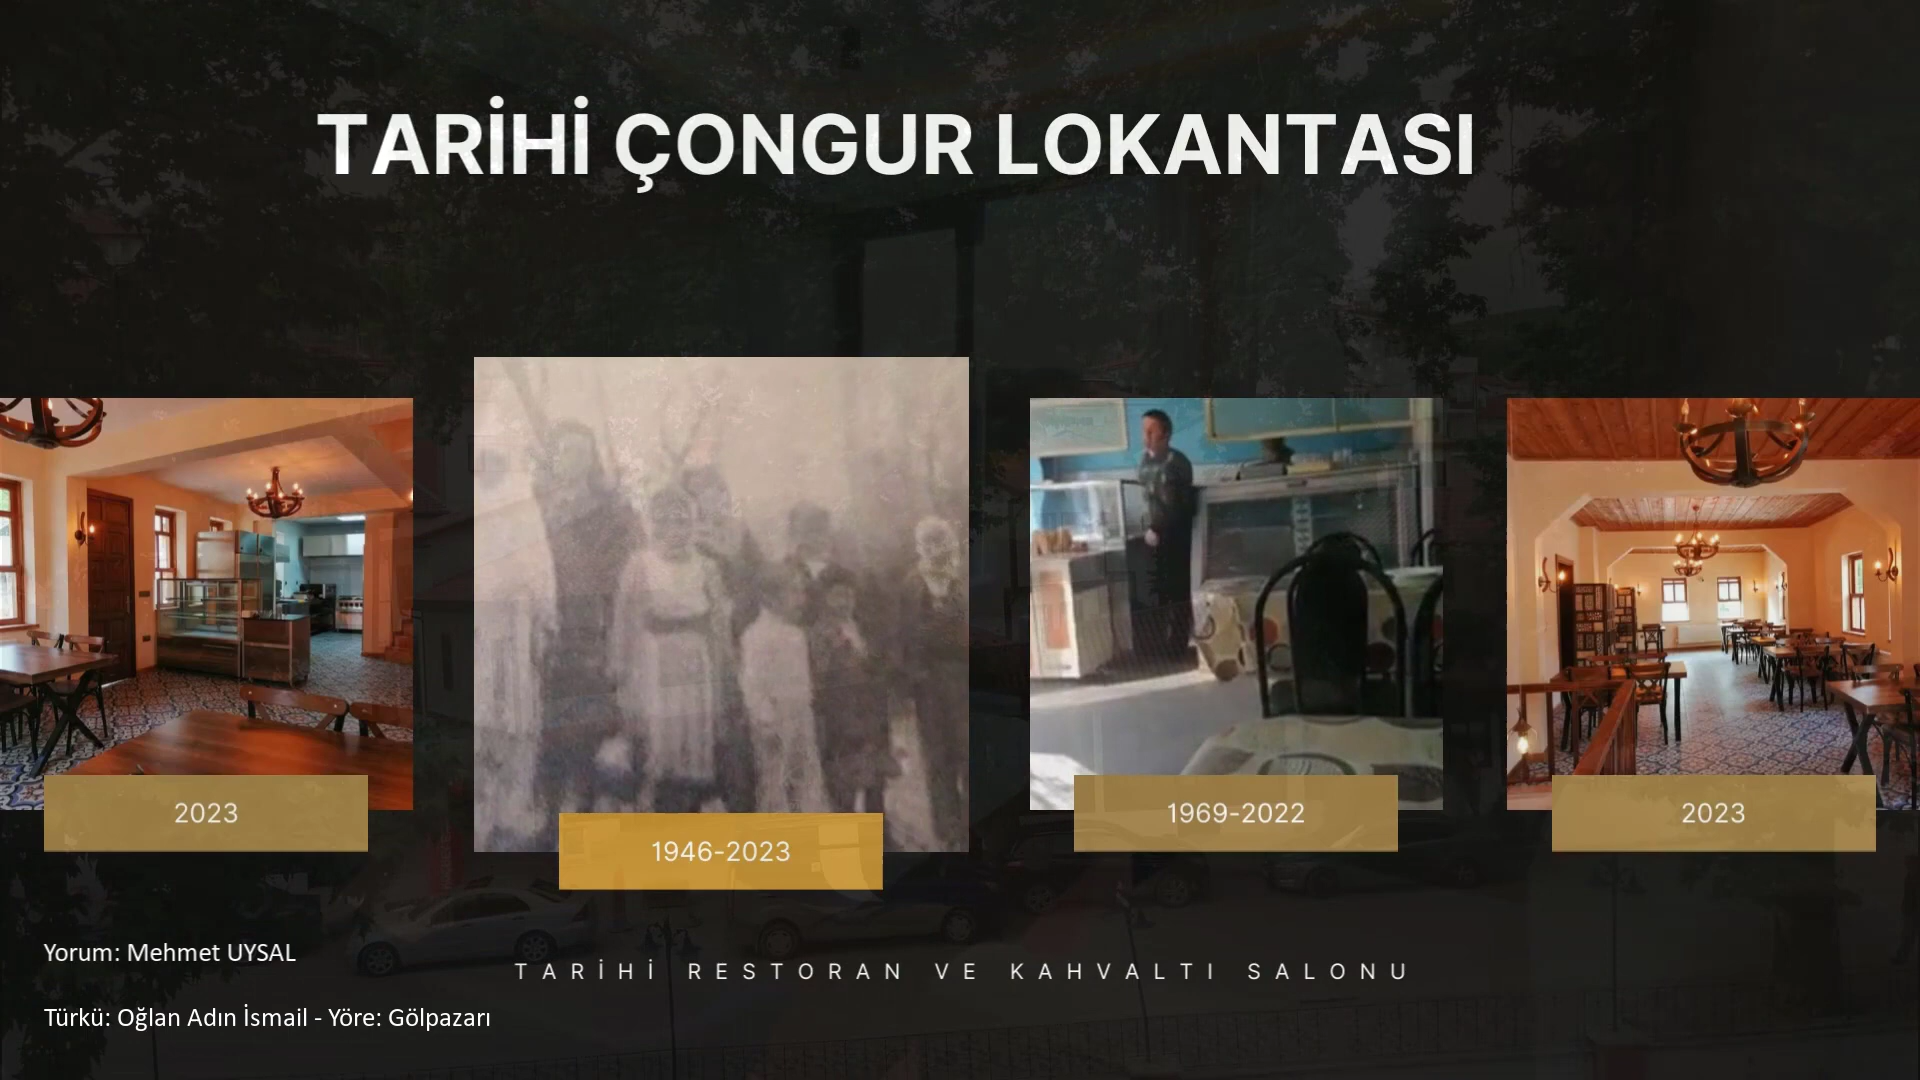 TARİHİ ÇONGUR LOKANTASI
2023
1946-2023
1969-2022
2023
Yorum: Mehmet UYSAL
TARİHİ RESTORAN VE KAHVALTI SALONU
Türkü: Oğlan Adın İsmail - Yöre: Gölpazarı